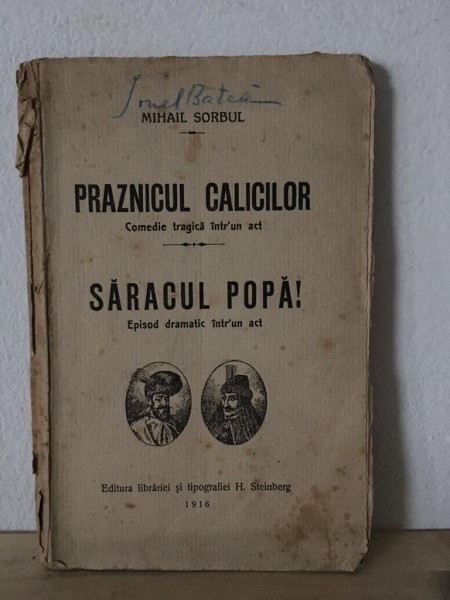 Ionel Bâtcă
MIHAIL SORBUL
PRAZNICUL CALICILOR
Comedie tragică într'un act
SĂRACUL POPĂ!
Episod dramatic într'un act
Editura librăriei și tipografiei H. Steinberg
1916